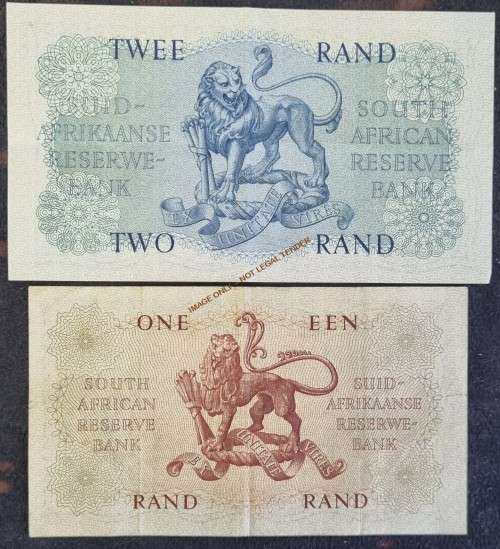 TWEE RAND
SUID-
AFRIKAANSE
RESERWE-
BANK
SOUTH
AFRICAN
RESERVE
BANK
EX UNITATE VIRES
TWO RAND
IMAGE ONLY, NOT LEGAL TENDER
ONE EEN
SOUTH
AFRICAN
RESERVE
BANK
SUID-
AFRIKAANSE
RESERWE-
BANK
EX UNITATE VIRES
RAND RAND